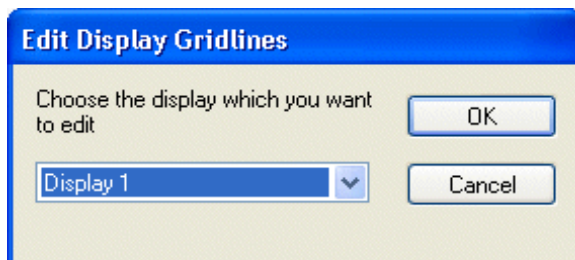 Edit Display Gridlines
Choose the display which you want
to edit
OK
Display 1
Cancel